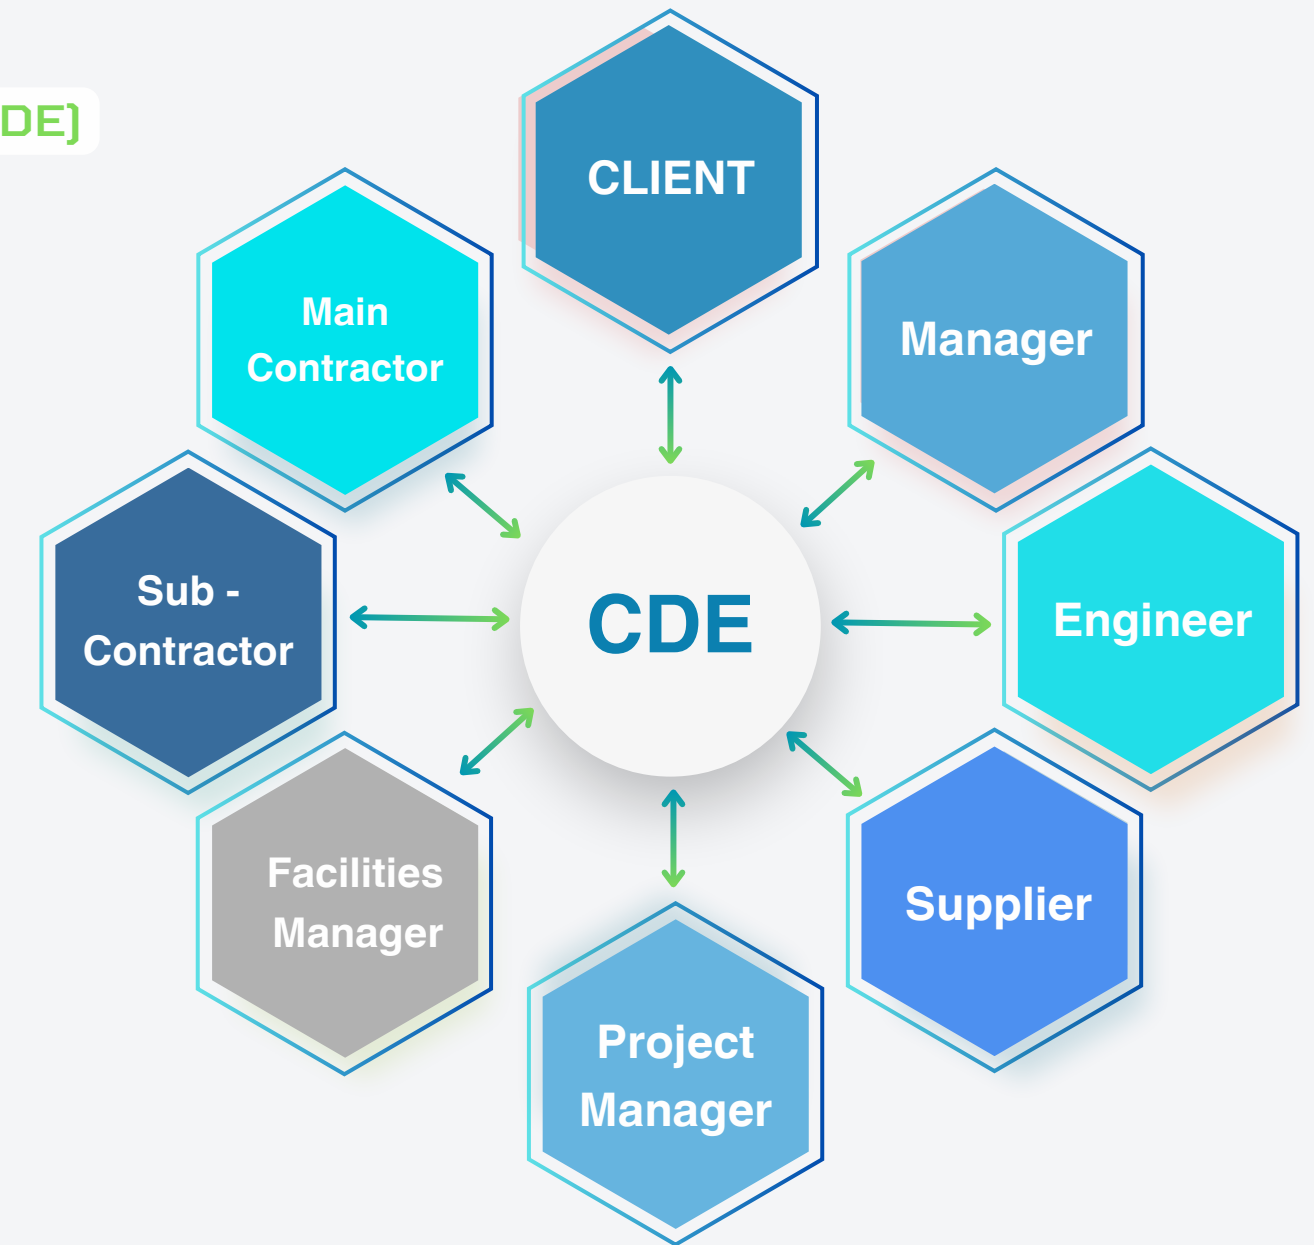 DE)
CLIENT
Manager
Engineer
Supplier
Project
Manager
Facilities
Manager
Sub -
Contractor
Main
Contractor
CDE